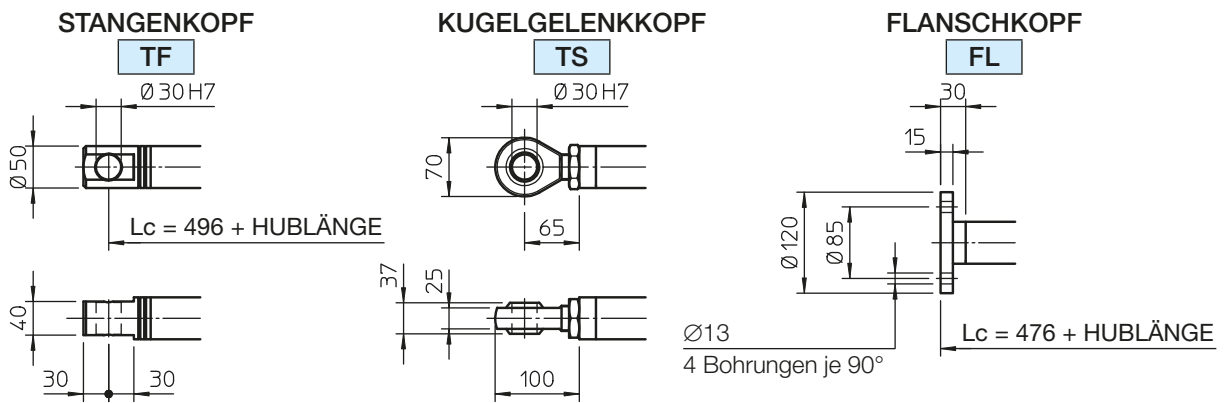 STANGENKOPF
TF
Ø 30 H7
Ø 50
Lc = 496 + HUBLÄNGE
40
30
30
KUGELGELENKKOPF
TS
Ø 30 H7
70
65
37
25
100
FLANSCHKOPF
FL
30
15
Ø 120
Ø 85
Ø13
4 Bohrungen je 90°
Lc = 476 + HUBLÄNGE